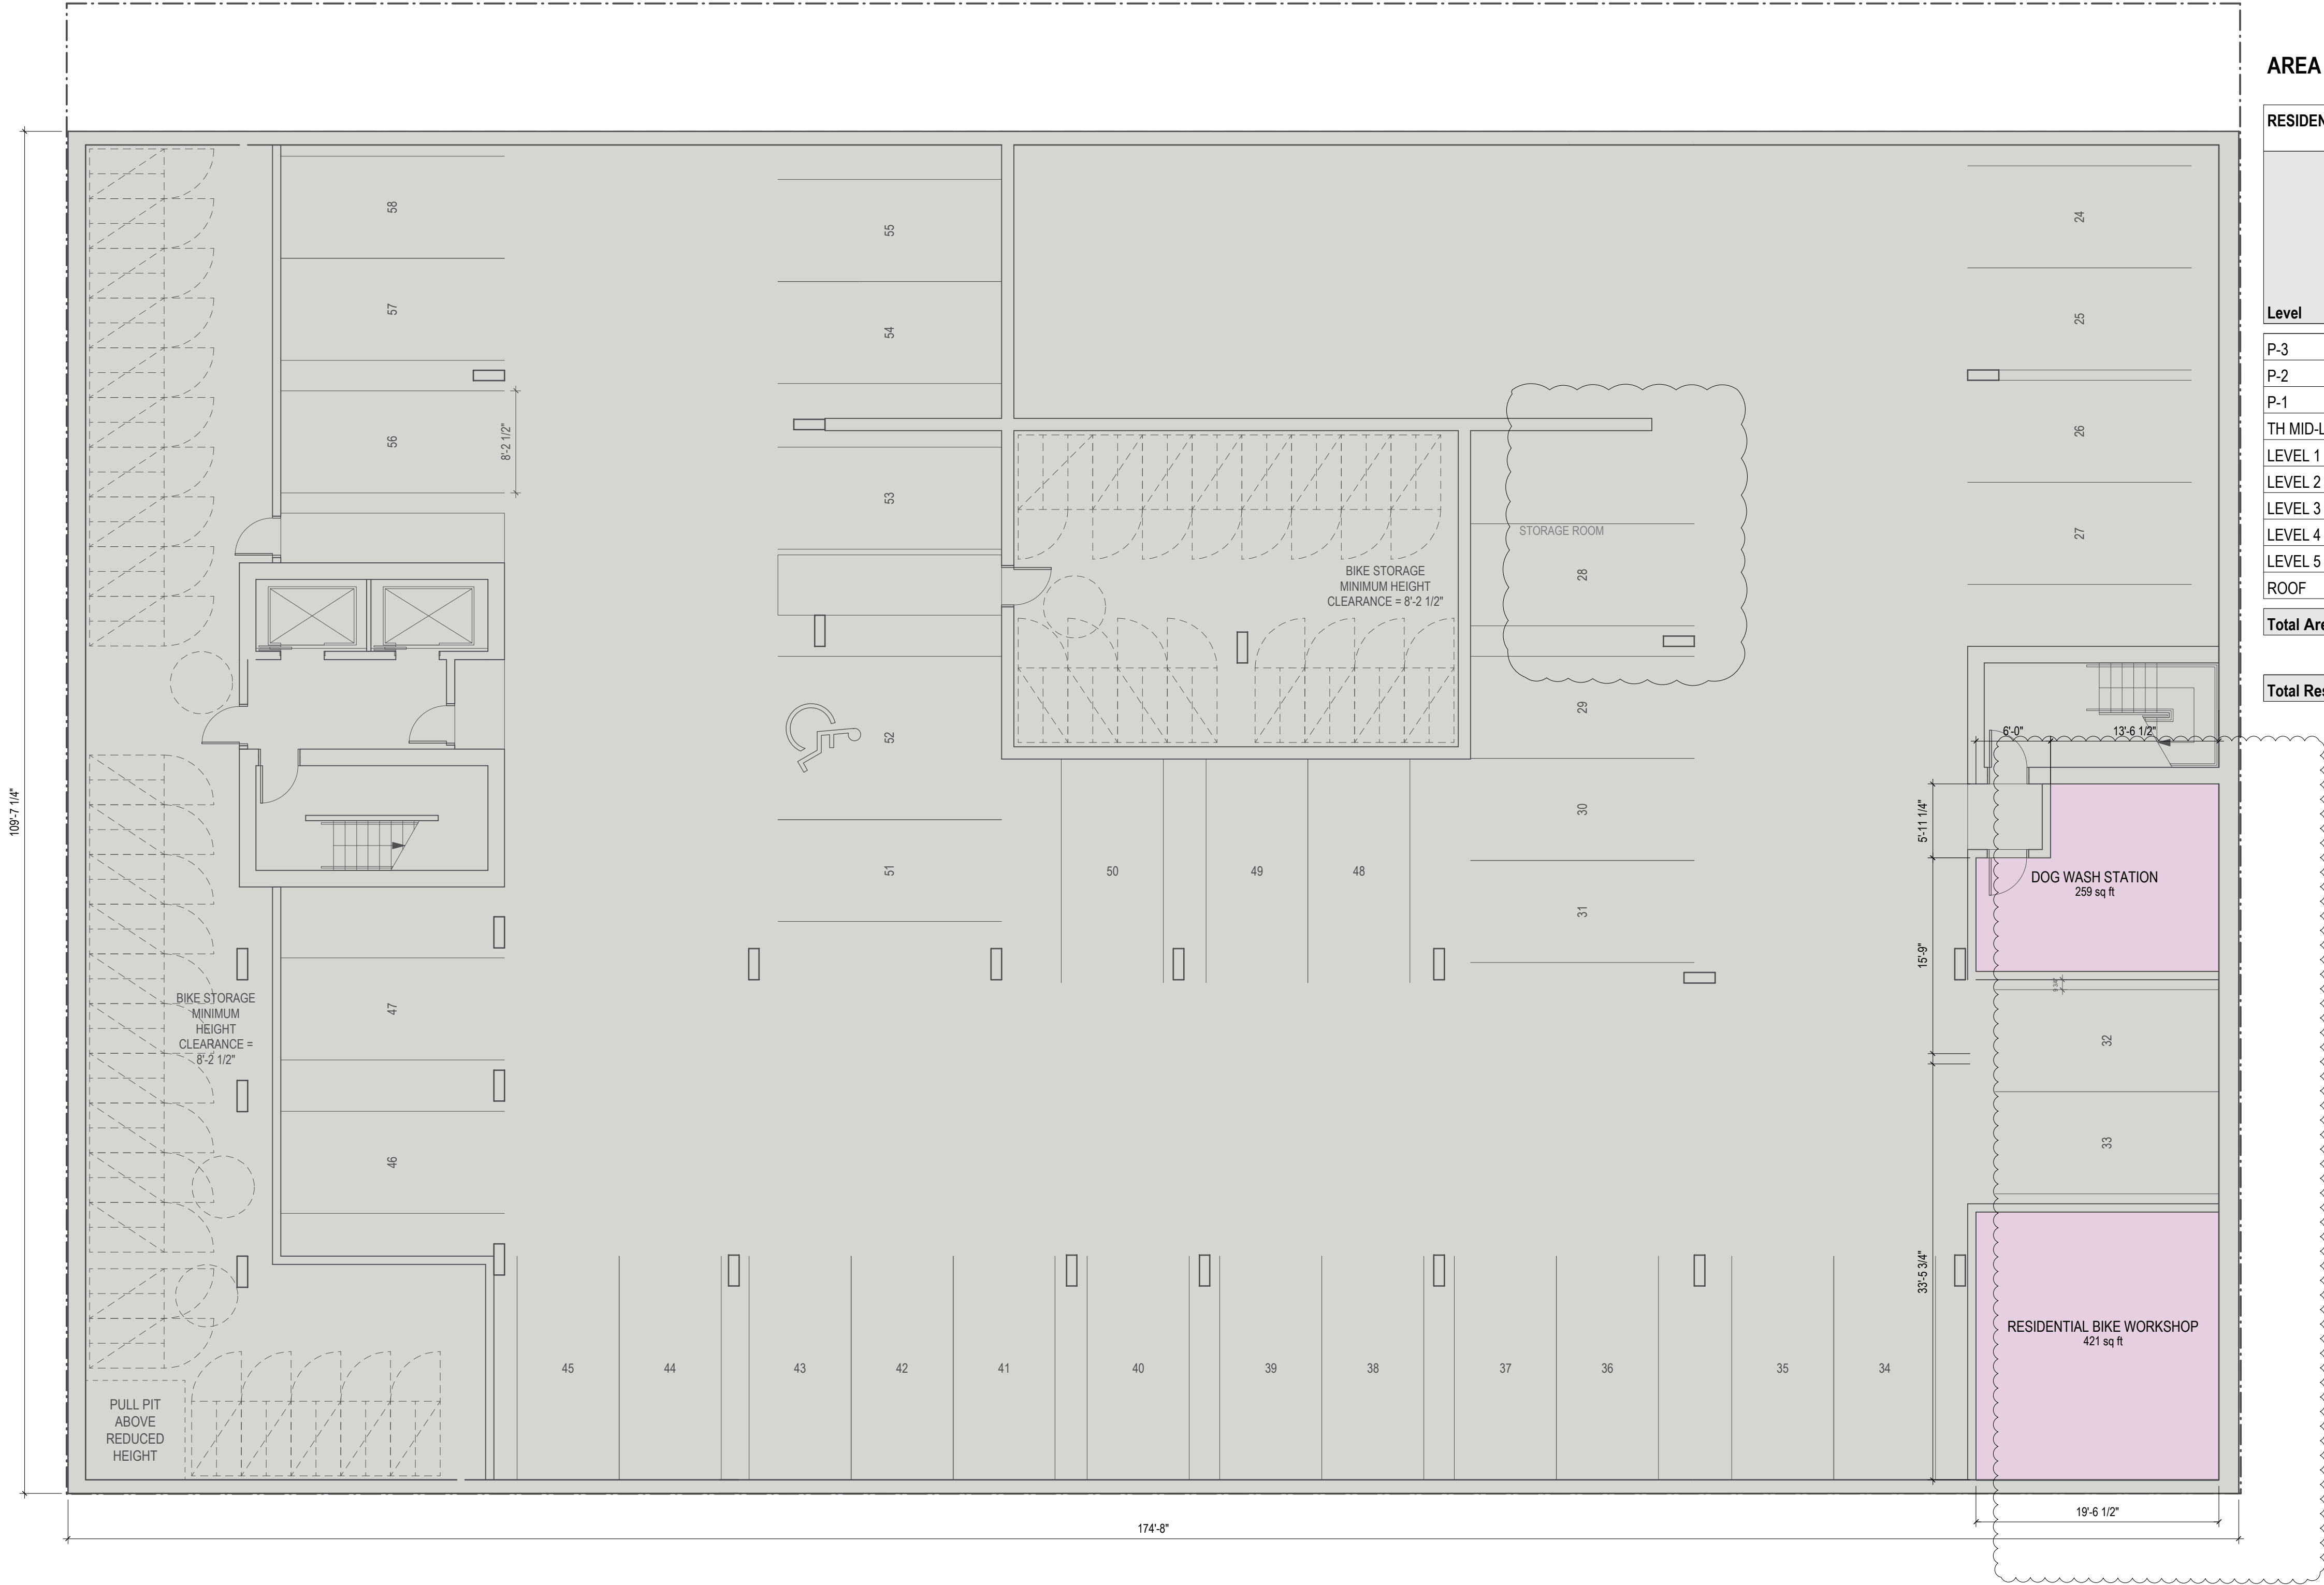 AREA
RESIDEN
Level
P-3
P-2
P-1
TH MID-L
LEVEL 1
LEVEL 2
LEVEL 3
LEVEL 4
LEVEL 5
ROOF
Total Are
Total Res
58
57
56
8'-2 1/2"
55
54
53
52
51
24
25
26
27
STORAGE ROOM
28
29
30
31
BIKE STORAGE
MINIMUM HEIGHT
CLEARANCE = 8'-2 1/2"
50
49
48
109'-7 1/4"
6'-0"
13'-6 1/2"
5'-11 1/4"
15'-9"
33'-5 3/4"
DOG WASH STATION
259 sq ft
9 3/4"
32
33
BIKE STORAGE
MINIMUM
HEIGHT
CLEARANCE =
8'-2 1/2"
47
46
RESIDENTIAL BIKE WORKSHOP
421 sq ft
45
44
43
42
41
40
39
38
37
36
35
34
PULL PIT
ABOVE
REDUCED
HEIGHT
19'-6 1/2"
174'-8"